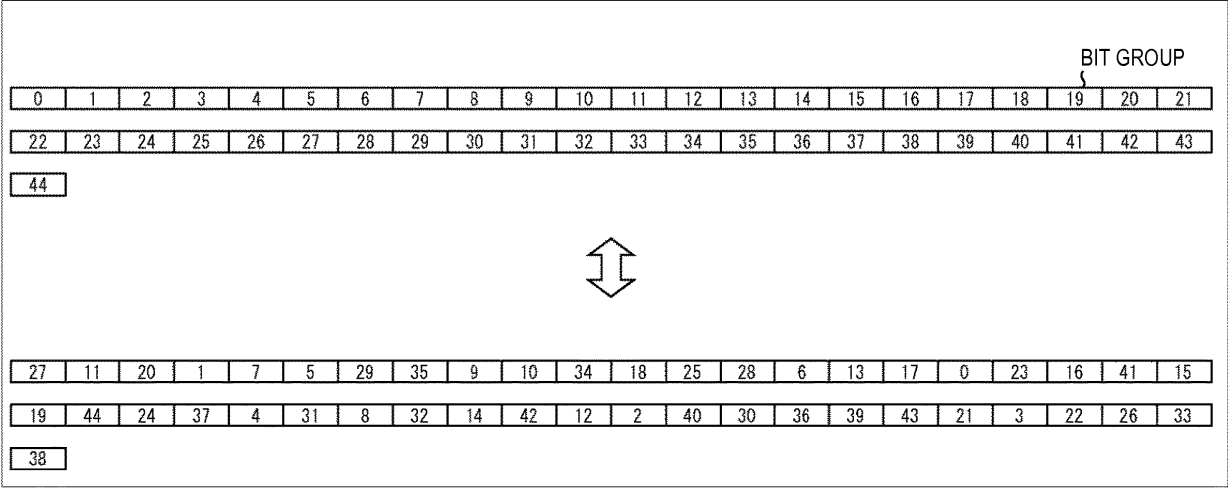 BIT GROUP
0 1 2 3 4 5 6 7 8 9 10 11 12 13 14 15 16 17 18 19 20 21
22 23 24 25 26 27 28 29 30 31 32 33 34 35 36 37 38 39 40 41 42 43
44
27 11 20 1 7 5 29 35 9 10 34 18 25 28 6 13 17 0 23 16 41 15
19 44 24 37 4 31 8 32 14 42 12 2 40 30 36 39 43 21 3 22 26 33
38